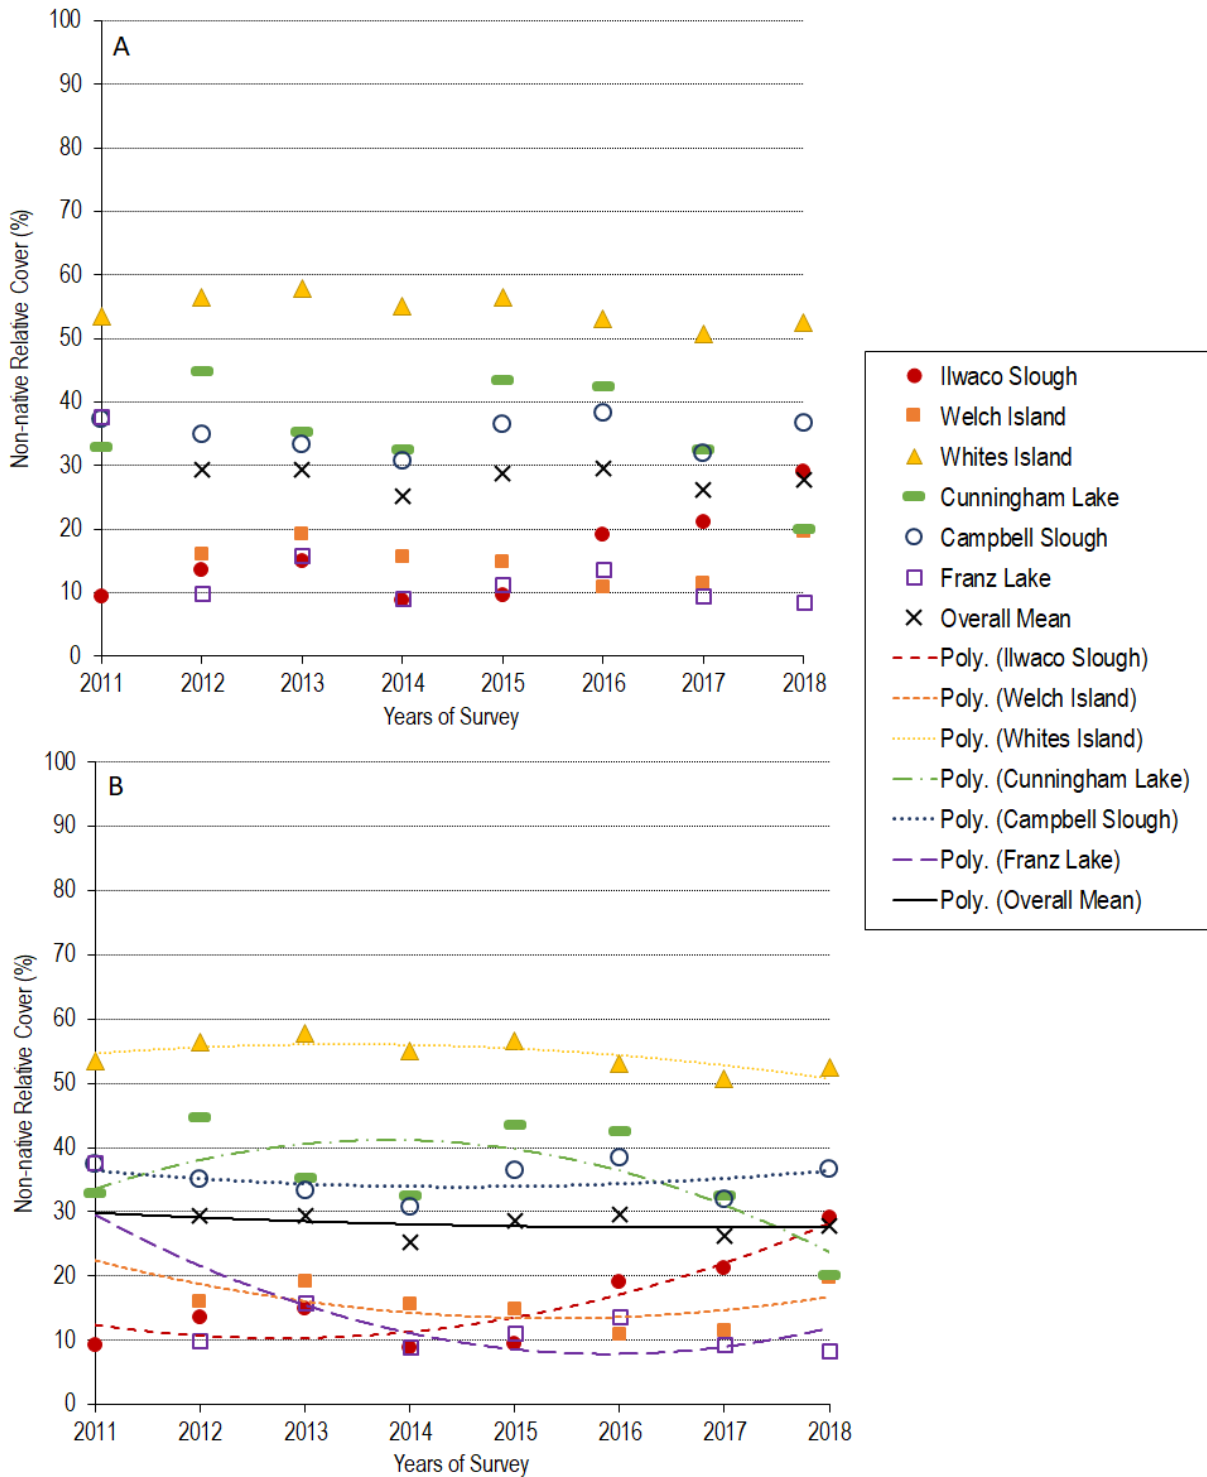 A
100
90
80
70
60
50
40
30
20
10
0
Non-native Relative Cover (%)
2011 2012 2013 2014 2015 2016 2017 2018
Years of Survey
Ilwaco Slough
Welch Island
Whites Island
Cunningham Lake
Campbell Slough
Franz Lake
Overall Mean
Poly. (Ilwaco Slough)
Poly. (Welch Island)
Poly. (Whites Island)
Poly. (Cunningham Lake)
Poly. (Campbell Slough)
Poly. (Franz Lake)
Poly. (Overall Mean)
B
100
90
80
70
60
50
40
30
20
10
0
Non-native Relative Cover (%)
2011 2012 2013 2014 2015 2016 2017 2018
Years of Survey